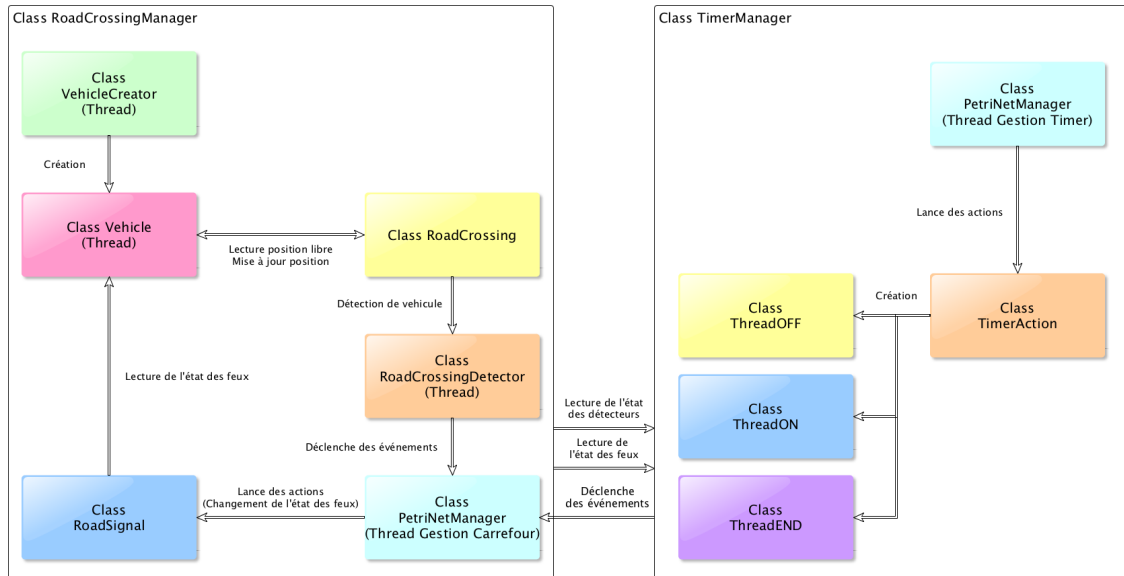 Class RoadCrossingManager
Class
VehicleCreator
(Thread)
Création
Class Vehicle
(Thread)
Lecture position libre
Mise à jour position
Class RoadCrossing
Détection de vehicule
Class
RoadCrossingDetector
(Thread)
Lecture de l'état des feux
Déclenche des événements
Class
RoadSignal
Lance des actions
(Changement de l'état des feux)
Class
PetriNetManager
(Thread Gestion Carrefour)
Lecture de l'état
des détecteurs
Lecture de
l'état des feux
Déclenche
des événements
Class TimerManager
Class
PetriNetManager
(Thread Gestion Timer)
Lance des actions
Class
TimerAction
Création
Class
ThreadOFF
Class
ThreadON
Class
ThreadEND